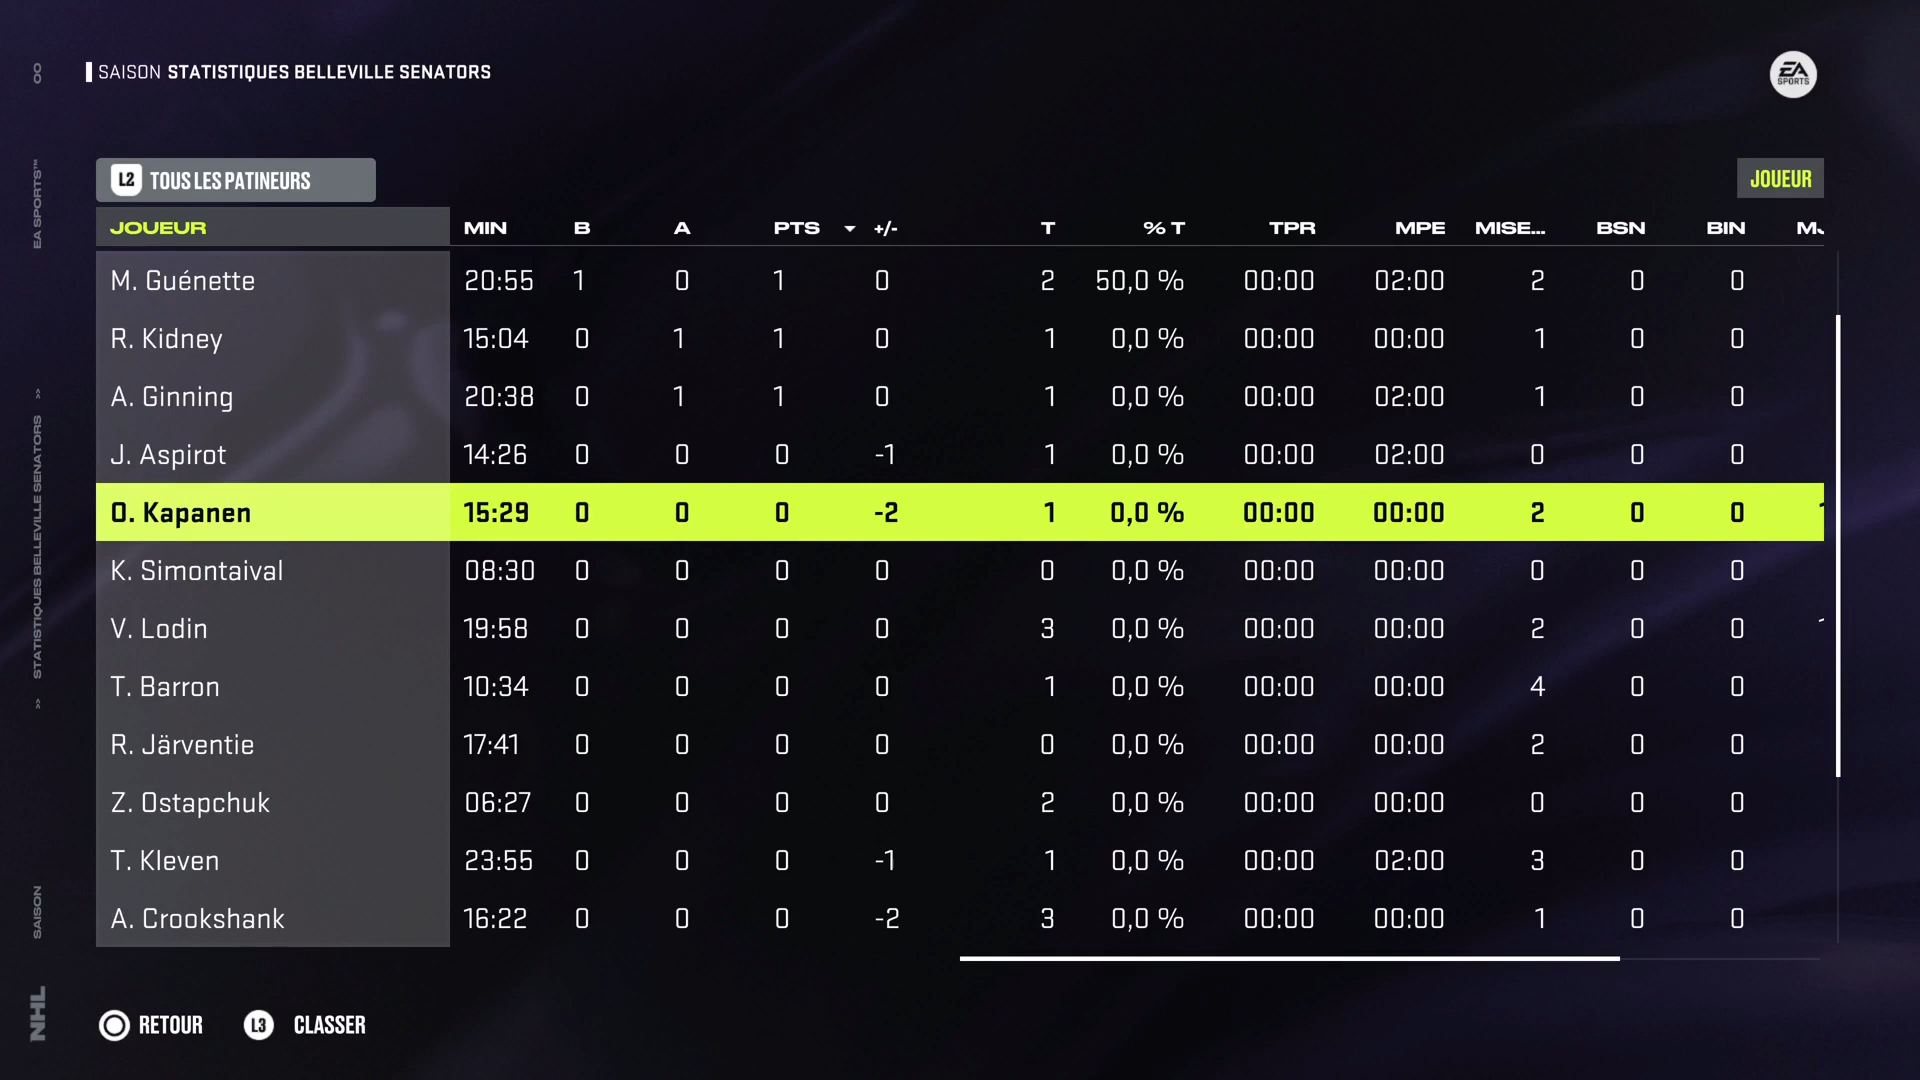 SAISON STATISTIQUES BELLEVILLE SENATORS
EA SPORTS
L2 TOUS LES PATINEURS
JOUEUR
JOUEUR MIN B A PTS +/- T % T TPR MPE MISE... BSN BIN
M. Guénette 20:55 1 0 1 0 2 50,0 % 00:00 02:00 2 0 0
R. Kidney 15:04 0 1 1 0 1 0,0 % 00:00 00:00 1 0 0
A. Ginning 20:38 0 1 1 0 1 0,0 % 00:00 02:00 1 0 0
J. Aspirot 14:26 0 0 0 -1 1 0,0 % 00:00 02:00 0 0 0
O. Kapanen 15:29 0 0 0 -2 1 0,0 % 00:00 00:00 2 0 0
K. Simontaival 08:30 0 0 0 0 0 0,0 % 00:00 00:00 0 0 0
V. Lodin 19:58 0 0 0 0 3 0,0 % 00:00 00:00 2 0 0
T. Barron 10:34 0 0 0 0 1 0,0 % 00:00 00:00 4 0 0
R. Järventie 17:41 0 0 0 0 0 0,0 % 00:00 00:00 2 0 0
Z. Ostapchuk 06:27 0 0 0 0 2 0,0 % 00:00 00:00 0 0 0
T. Kleven 23:55 0 0 0 -1 1 0,0 % 00:00 02:00 3 0 0
A. Crookshank 16:22 0 0 0 -2 3 0,0 % 00:00 00:00 1 0 0
RETOUR L3 CLASSER
NHL SAISON >> STATISTIQUES BELLEVILLE SENATORS >> EA SPORTS™